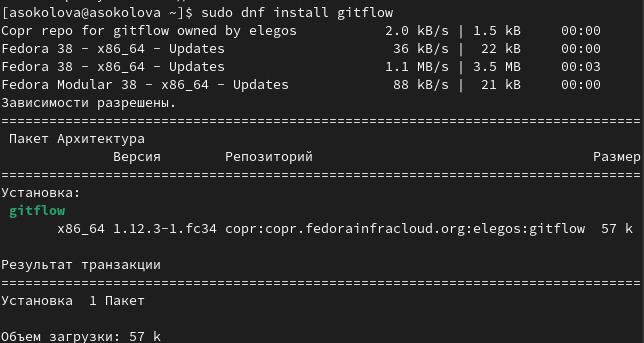 [asokolova@asokolova ~]$ sudo dnf install gitflow
Copr repo for gitflow owned by elegos 2.0 kB/s | 1.5 kB 00:00
Fedora 38 - x86_64 - Updates 36 kB/s | 22 kB 00:00
Fedora 38 - x86_64 - Updates 1.1 MB/s | 3.5 MB 00:03
Fedora Modular 38 - x86_64 - Updates 88 kB/s | 21 kB 00:00
Зависимости разрешены.
================================================================================
Пакет Архитектура
Версия Репозиторий Размер
================================================================================
Установка:
gitflow
x86_64 1.12.3-1.fc34 copr:copr.fedorainfracloud.org:elegos:gitflow 57 k
Результат транзакции
================================================================================
Установка 1 Пакет
Объем загрузки: 57 k